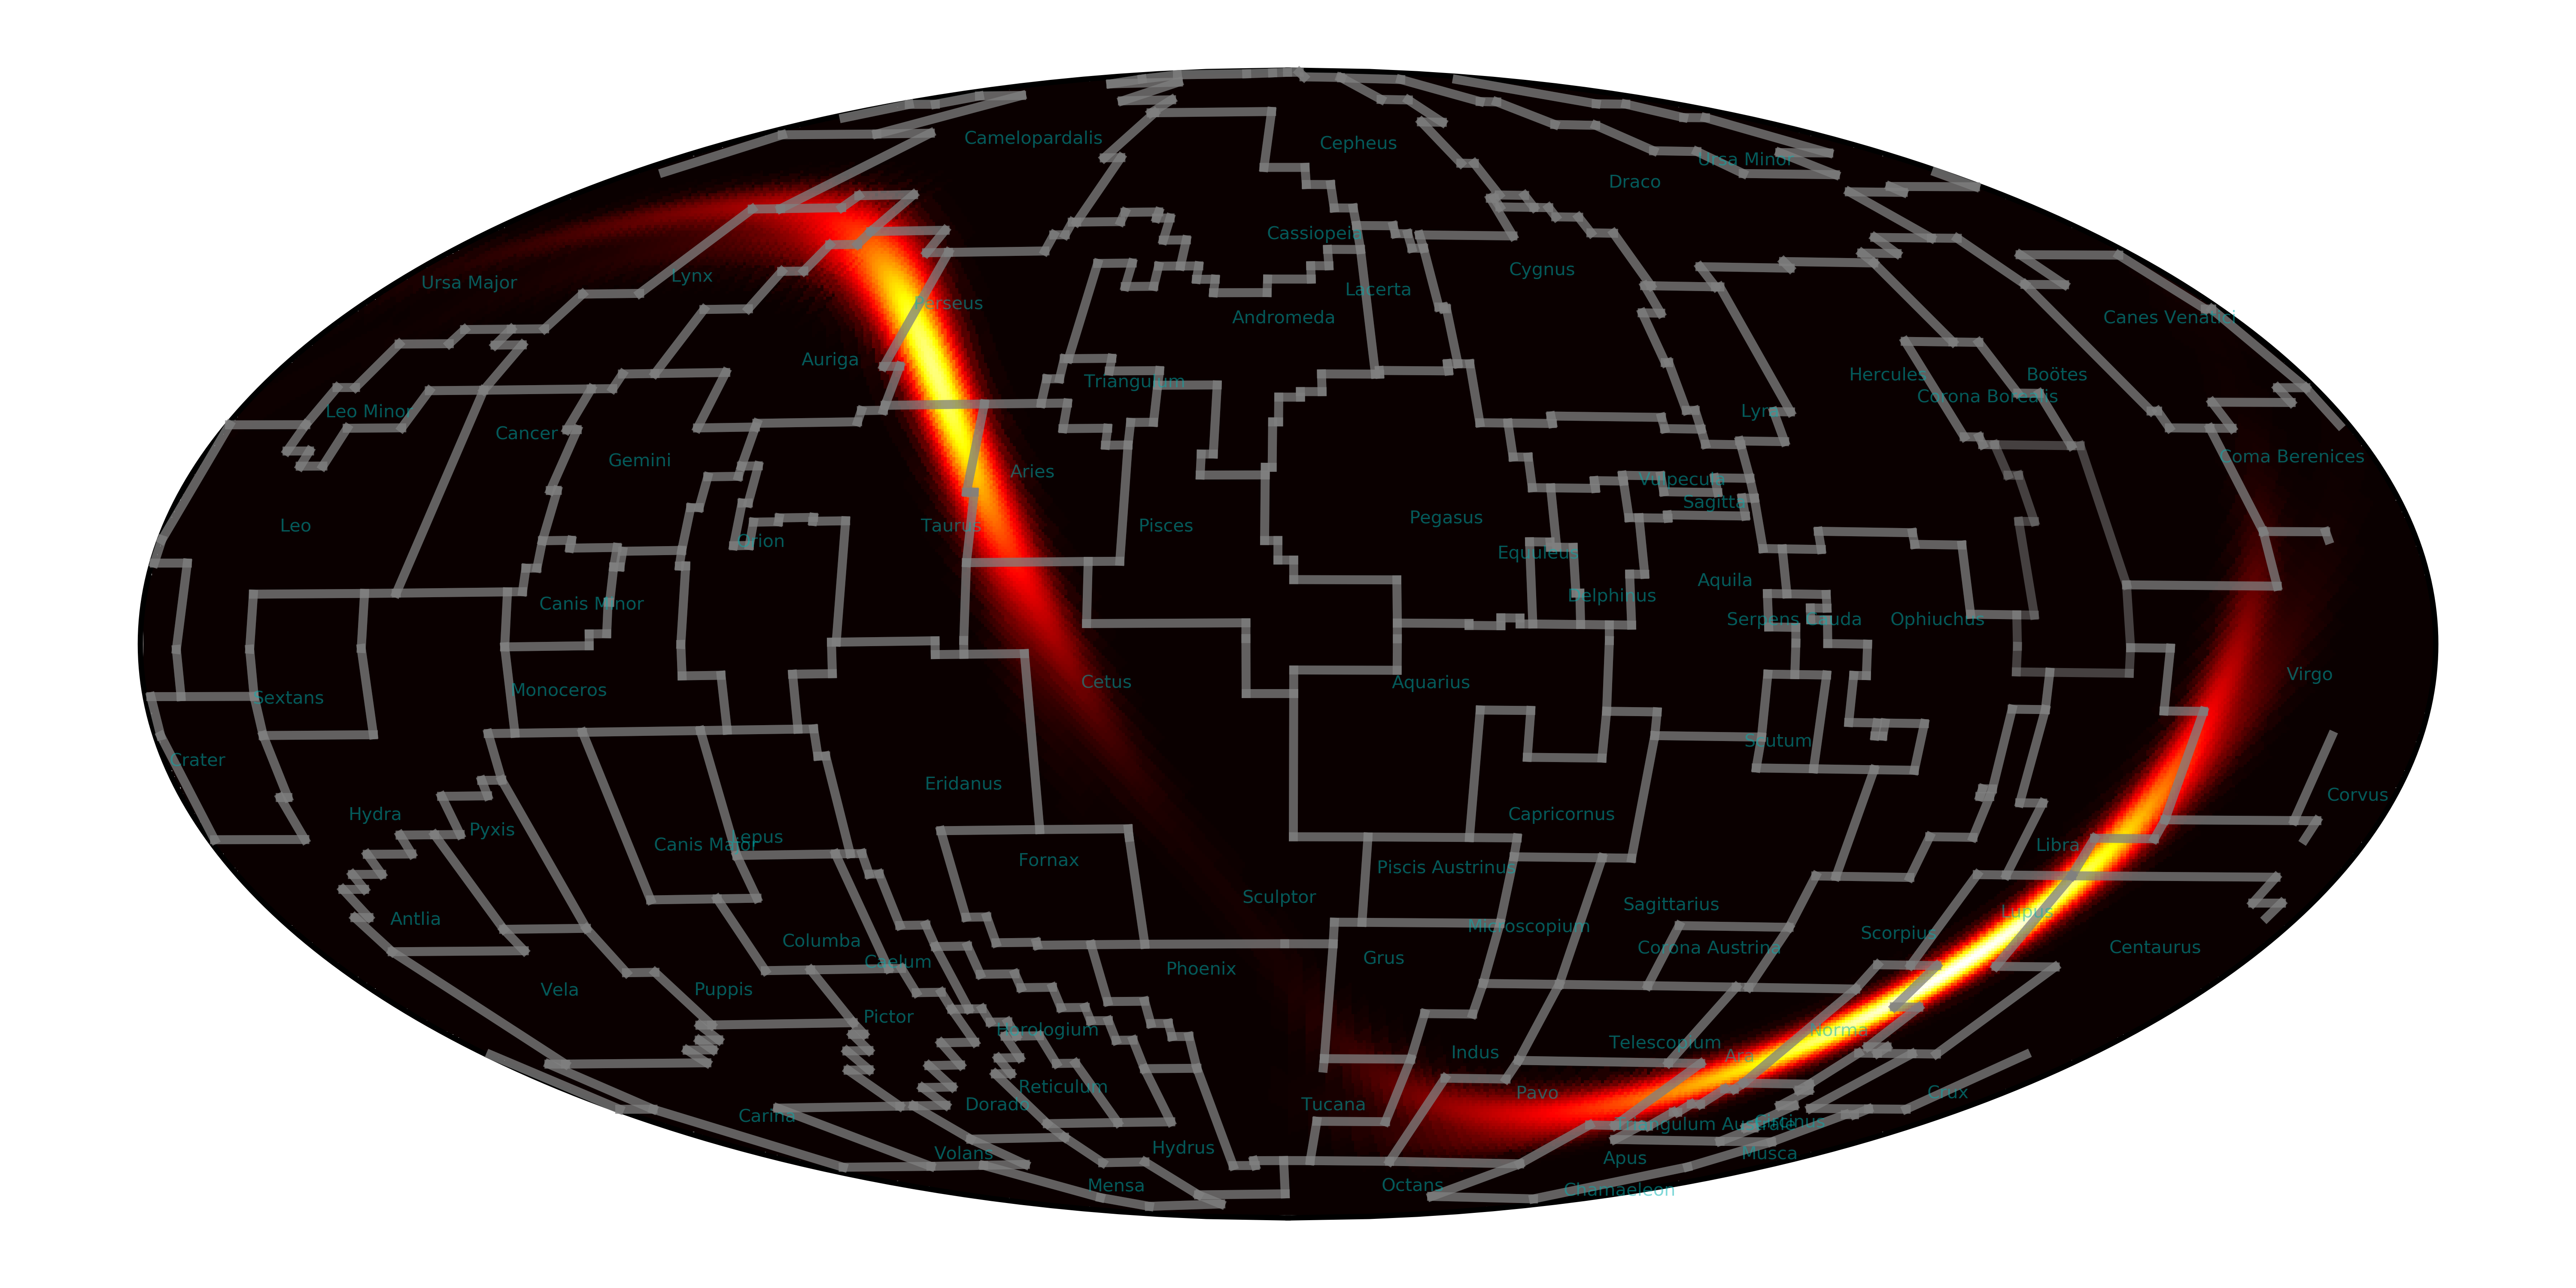 Camelopardalis
Cepheus
Ursa Minor
Draco
Cassiopeia
Cygnus
Ursa Major
Lynx
Lacerta
Perseus
Andromeda
Canes Venatici
Auriga
Hercules
Boötes
Triangulum
Corona Borealis
Leo Minor
Lyra
Cancer
Coma Berenices
Gemini
Aries
Vulpecula
Sagitta
Pegasus
Leo
Taurus
Pisces
Orion
Equuleus
Aquila
Delphinus
Canis Minor
Serpens Cauda
Ophiuchus
Virgo
Cetus
Aquarius
Monoceros
Sextans
Scutum
Crater
Eridanus
Corvus
Hydra
Capricornus
Pyxis
Lepus
Canis Major
Libra
Fornax
Piscis Austrinus
Sculptor
Sagittarius
Lupus
Antlia
Microscopium
Scorpius
Columba
Corona Austrina
Centaurus
Grus
Caelum
Phoenix
Vela
Puppis
Pictor
Horologium
Norma
Telescopium
Indus
Ara
Reticulum
Pavo
Crux
Dorado
Tucana
Carina
Triangulum Australe
Circinus
Hydrus
Volans
Musca
Apus
Mensa
Octans
Chamaeleon